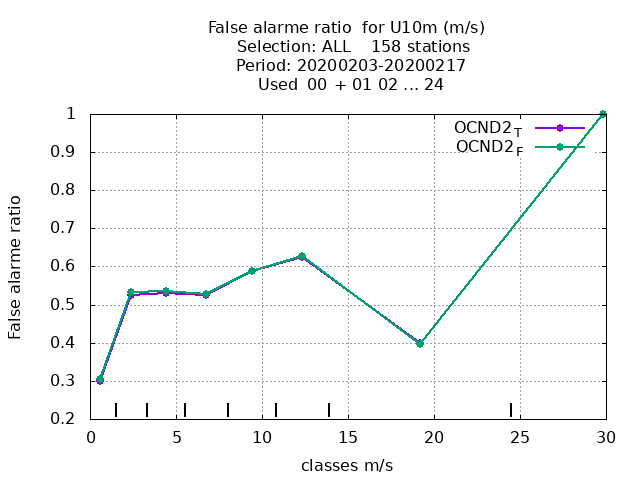 False alarme ratio  for U10m (m/s)
Selection: ALL    158 stations
Period: 20200203-20200217
Used  00 + 01 02 ... 24
OCND2T
OCND2F
1
0.9
0.8
0.7
0.6
0.5
0.4
0.3
0.2
False alarme ratio
0 5 10 15 20 25 30
classes m/s